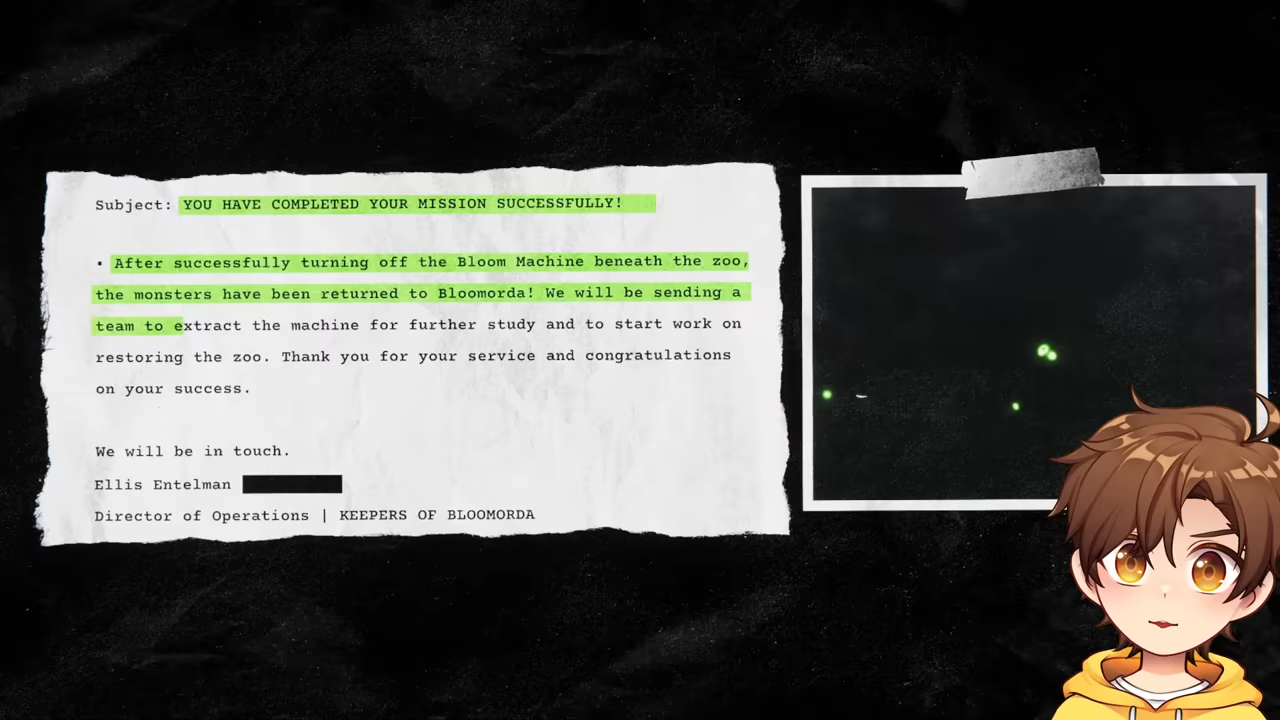 Subject: YOU HAVE COMPLETED YOUR MISSION SUCCESSFULLY!
▪ After successfully turning off the Bloom Machine beneath the zoo,
the monsters have been returned to Bloomorda! We will be sending a
team to extract the machine for further study and to start work on
restoring the zoo. Thank you for your service and congratulations
on your success.
We will be in touch.
Ellis Entelman
Director of Operations | KEEPERS OF BLOOMORDA